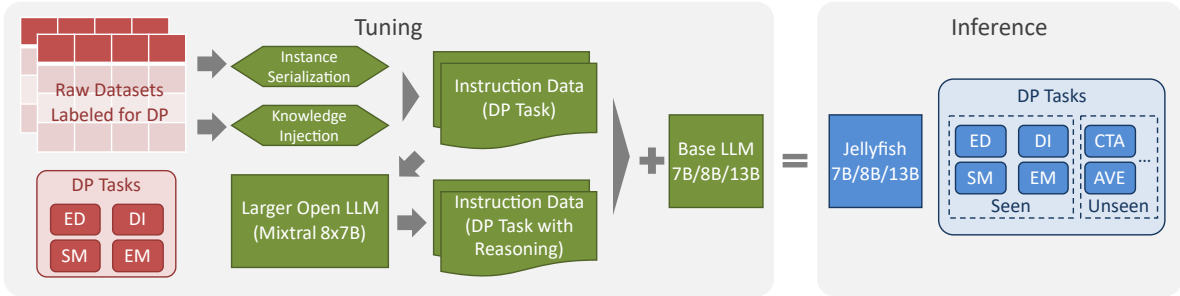 Tuning
Raw Datasets
Labeled for DP
DP Tasks
ED
DI
SM
EM
Instance
Serialization
Knowledge
Injection
Instruction Data
(DP Task)
Larger Open LLM
(Mixtral 8x7B)
Instruction Data
(DP Task with
Reasoning)
Base LLM
7B/8B/13B
Inference
Jellyfish
7B/8B/13B
DP Tasks
ED
DI
SM
EM
Seen
CTA
...
AVE
Unseen